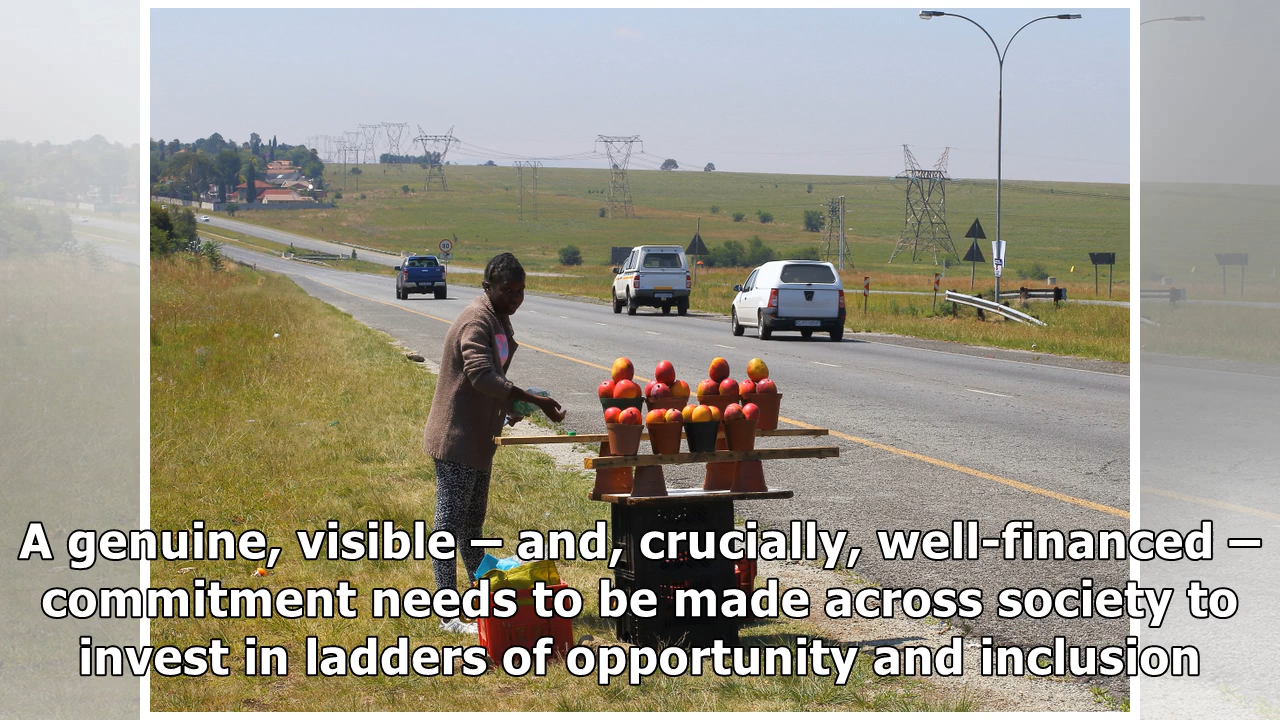 A genuine, visible – and, crucially, well-financed –
commitment needs to be made across society to
invest in ladders of opportunity and inclusion